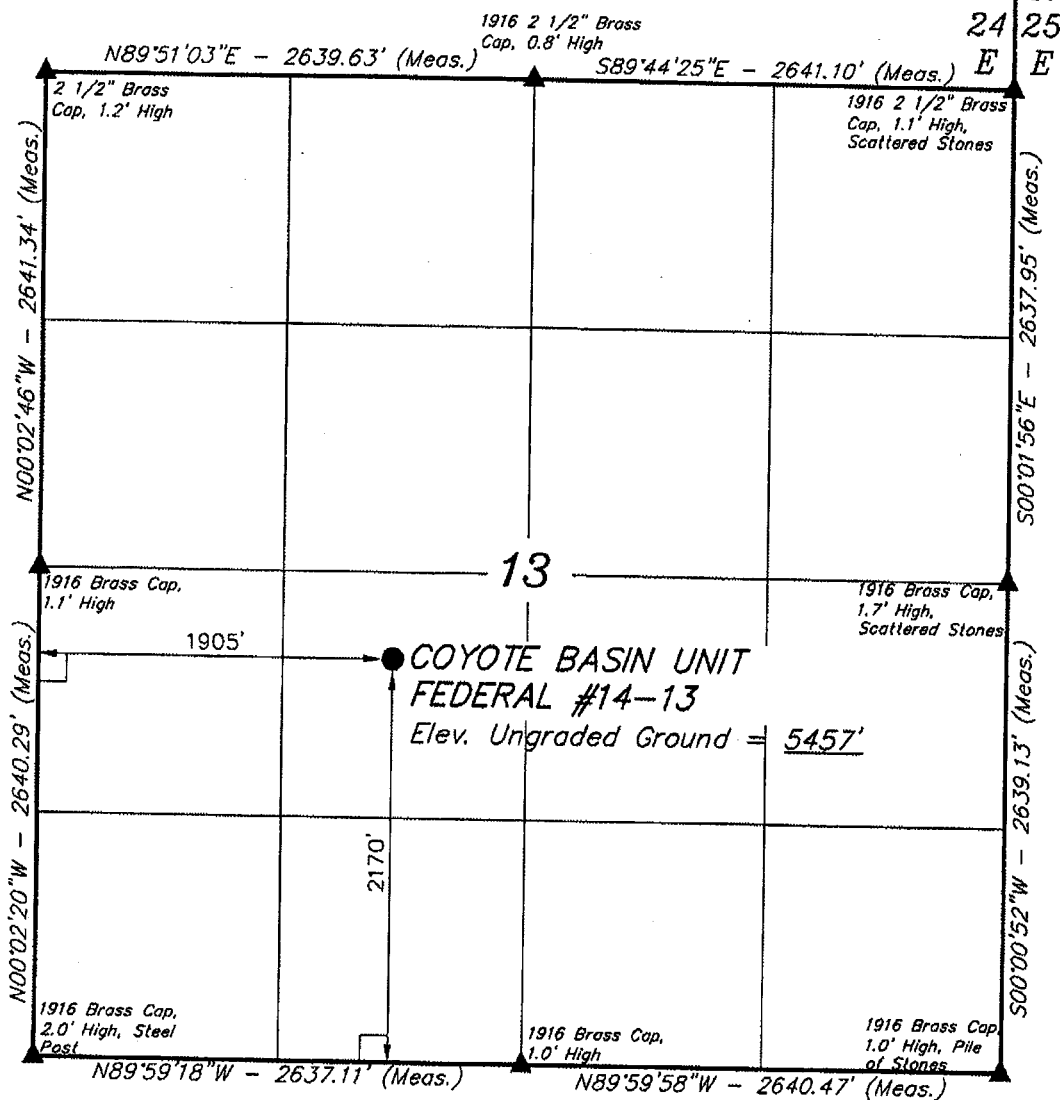 24 25
E E
1916 2 1/2" Brass
Cap, 0.8' High
N89°51'03"E - 2639.63' (Meas.)
S89°44'25"E - 2641.10' (Meas.)
2 1/2" Brass
Cap, 1.2' High
1916 2 1/2" Brass
Cap, 1.1' High,
Scattered Stones
N00°02'46"W - 2641.34' (Meas.)
S00°01'56"E - 2637.95' (Meas.)
13
1916 Brass Cap,
1.1' High
1916 Brass Cap,
1.7' High,
Scattered Stones
1905'
COYOTE BASIN UNIT
FEDERAL #14-13
Elev. Ungraded Ground = 5457'
N00°02'20"W - 2640.29' (Meas.)
2170'
S00°00'52"W - 2639.13' (Meas.)
1916 Brass Cap,
2.0' High, Steel
Post
1916 Brass Cap,
1.0' High
1916 Brass Cap,
1.0' High, Pile
of Stones
N89°59'18"W - 2637.11' (Meas.)
N89°59'58"W - 2640.47' (Meas.)